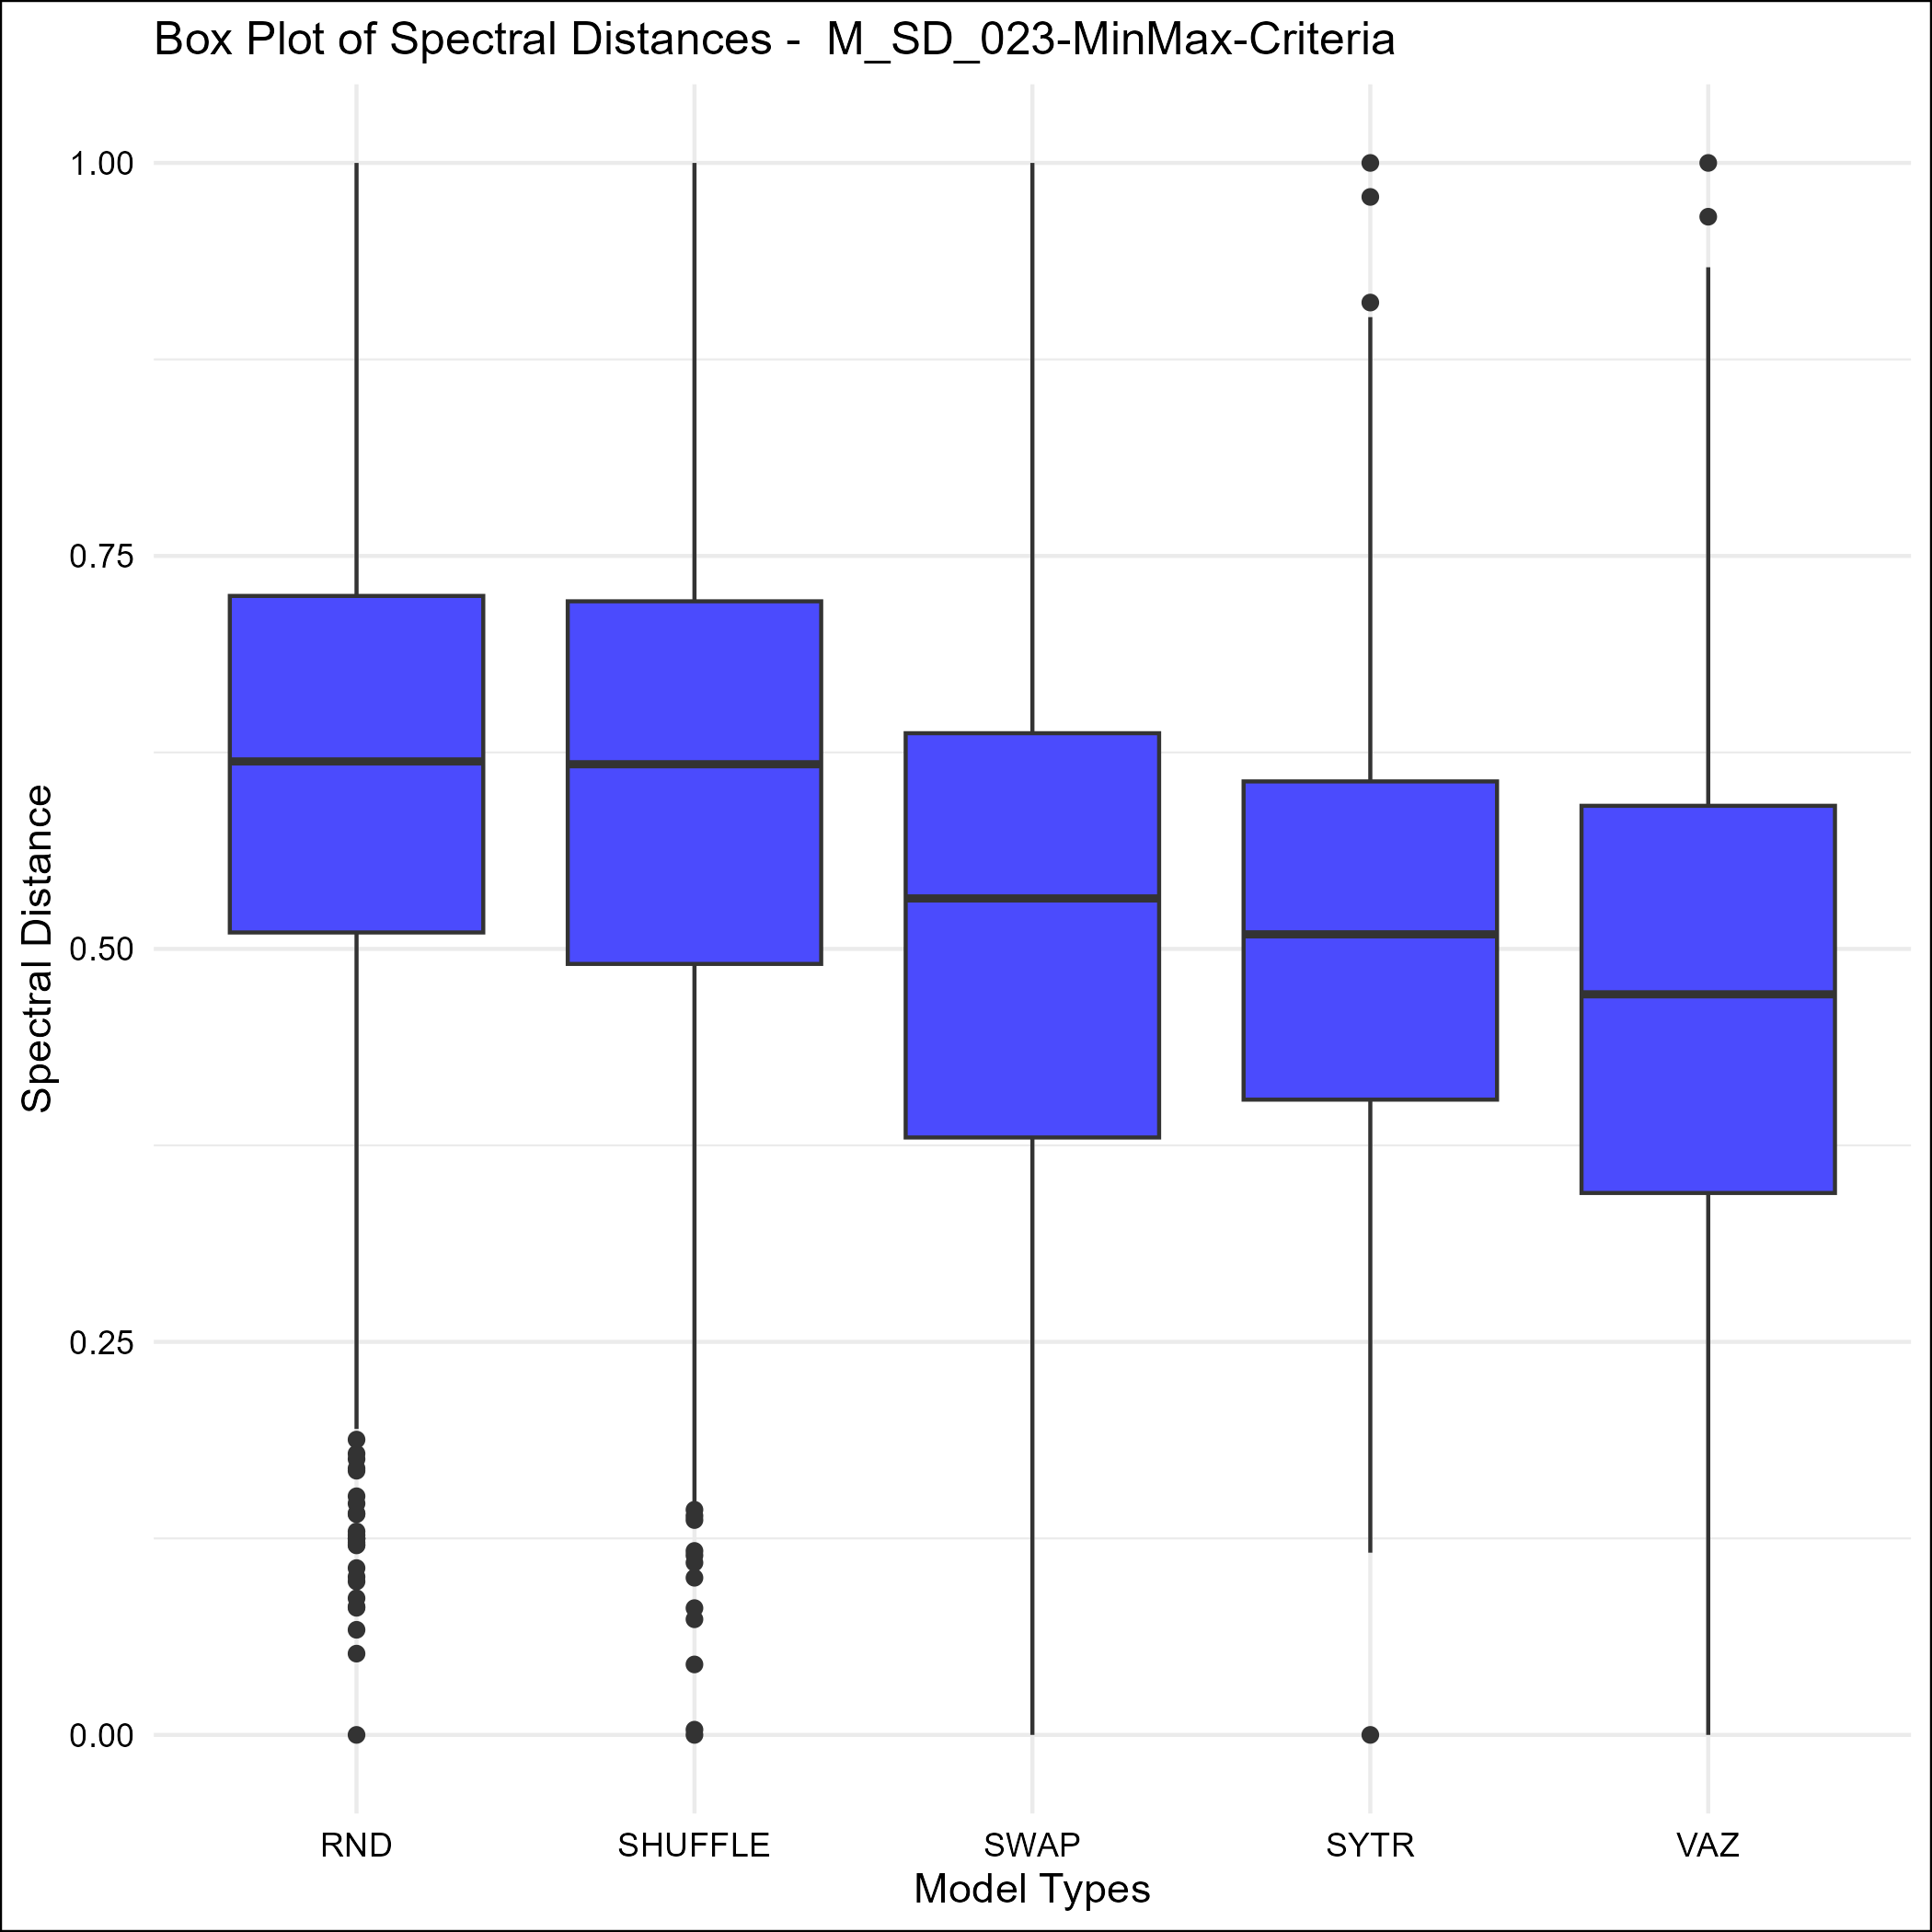 Box Plot of Spectral Distances -  M_SD_023-MinMax-Criteria
Spectral Distance
1.00
0.75
0.50
0.25
0.00
RND SHUFFLE SWAP SYTR VAZ
Model Types